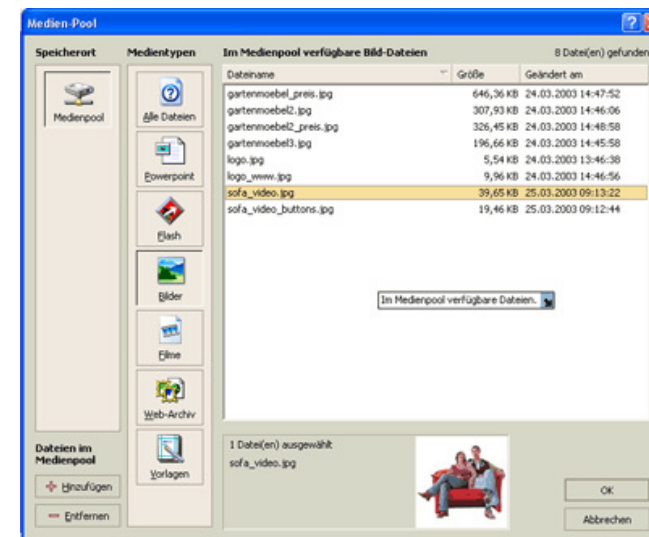 Medien-Pool
Speicherort
Medienpool
Dateien im
Medienpool
Hinzufügen
Entfernen
Medientypen
Alle Dateien
Powerpoint
Flash
Bilder
Filme
Web-Archiv
Vorlagen
Im Medienpool verfügbare Bild-Dateien 8 Datei(en) gefunden
Dateiname Größe Geändert am
gartenmoebel_preis.jpg 646,36 KB 24.03.2003 14:47:52
gartenmoebel2.jpg 307,93 KB 24.03.2003 14:46:06
gartenmoebel2_preis.jpg 326,45 KB 24.03.2003 14:48:58
gartenmoebel3.jpg 196,66 KB 24.03.2003 14:45:58
logo.jpg 5,54 KB 24.03.2003 13:46:38
logo_www.jpg 9,96 KB 24.03.2003 14:46:56
sofa_video.jpg 39,65 KB 25.03.2003 09:13:22
sofa_video_buttons.jpg 19,46 KB 25.03.2003 09:12:44
Im Medienpool verfügbare Dateien.
1 Datei(en) ausgewählt
sofa_video.jpg
OK
Abbrechen